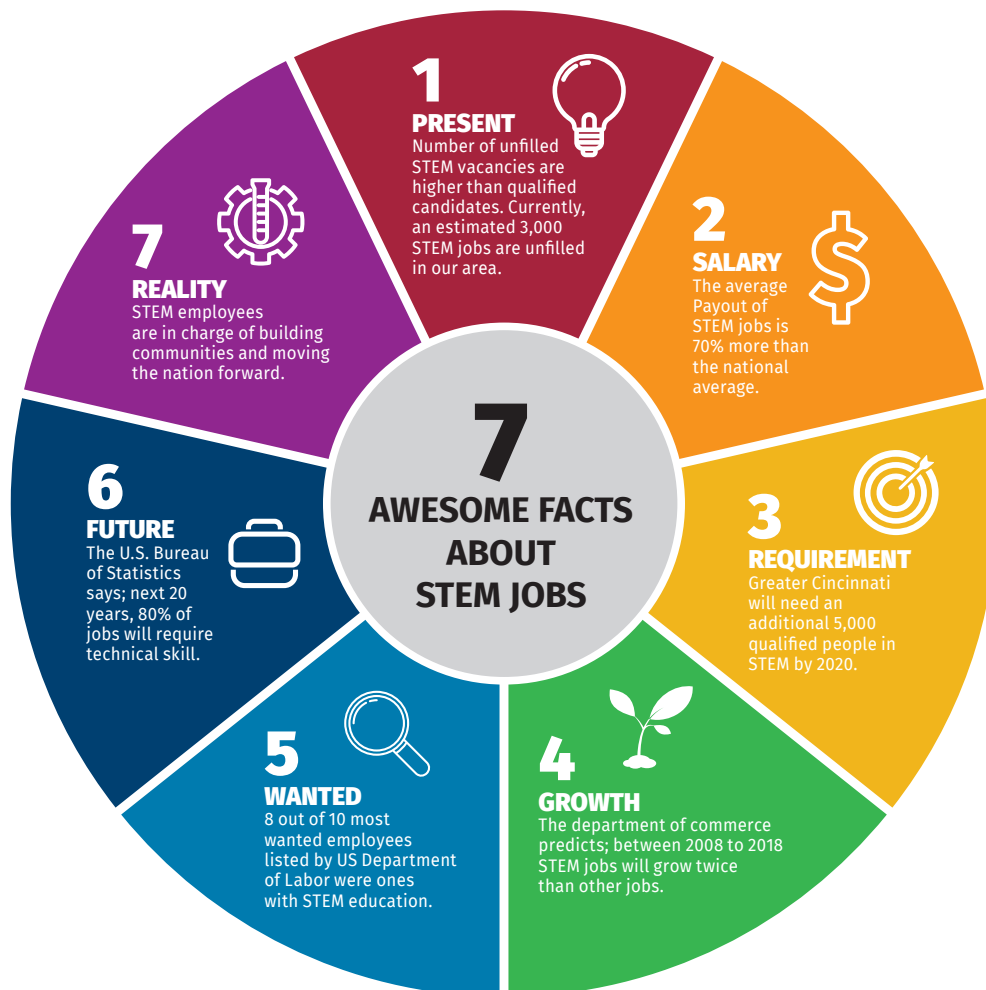 7
AWESOME FACTS
ABOUT
STEM JOBS
1
PRESENT
Number of unfilled
STEM vacancies are
higher than qualified
candidates. Currently,
an estimated 3,000
STEM jobs are unfilled
in our area.
2
SALARY
The average
Payout of
STEM jobs is
70% more than
the national
average.
3
REQUIREMENT
Greater Cincinnati
will need an
additional 5,000
qualified people in
STEM by 2020.
4
GROWTH
The department of commerce
predicts; between 2008 to 2018
STEM jobs will grow twice
than other jobs.
5
WANTED
8 out of 10 most
wanted employees
listed by US Department
of Labor were ones
with STEM education.
6
FUTURE
The U.S. Bureau
of Statistics
says; next 20
years, 80% of
jobs will require
technical skill.
7
REALITY
STEM employees
are in charge of building
communities and moving
the nation forward.